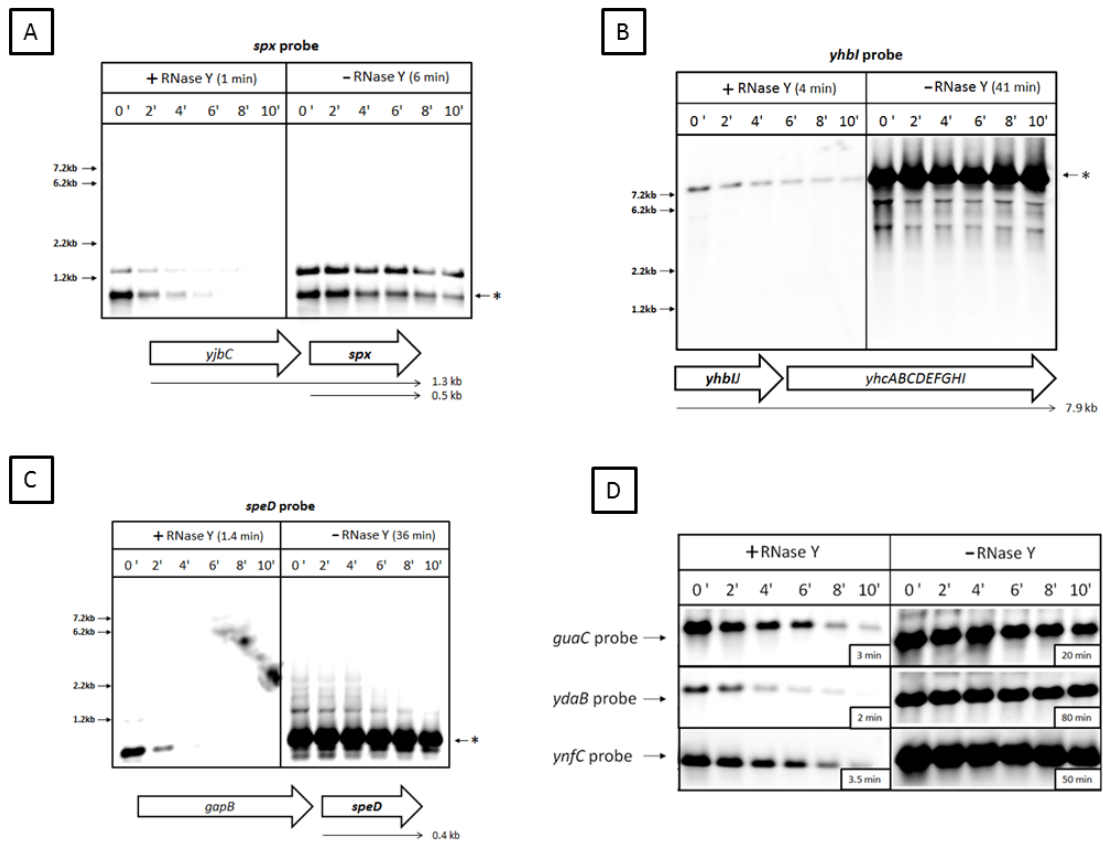 A
spx probe
+ RNase Y (1 min) − RNase Y (6 min)
0 ' 2' 4' 6' 8' 10' 0 ' 2' 4' 6' 8' 10'
7.2kb
6.2kb
2.2kb
1.2kb
*
yjbC spx
1.3 kb
0.5 kb
B
yhbI probe
+ RNase Y (4 min) − RNase Y (41 min)
0 ' 2' 4' 6' 8' 10' 0 ' 2' 4' 6' 8' 10'
*
7.2kb
6.2kb
2.2kb
1.2kb
yhbIJ yhcABCDEFGHI
7.9 kb
C
speD probe
+ RNase Y (1.4 min) − RNase Y (36 min)
0 ' 2' 4' 6' 8' 10' 0 ' 2' 4' 6' 8' 10'
7.2kb
6.2kb
2.2kb
1.2kb
*
gapB speD
0.4 kb
D
+ RNase Y − RNase Y
0 ' 2' 4' 6' 8' 10' 0 ' 2' 4' 6' 8' 10'
guaC probe
3 min 20 min
ydaB probe
2 min 80 min
ynfC probe
3.5 min 50 min